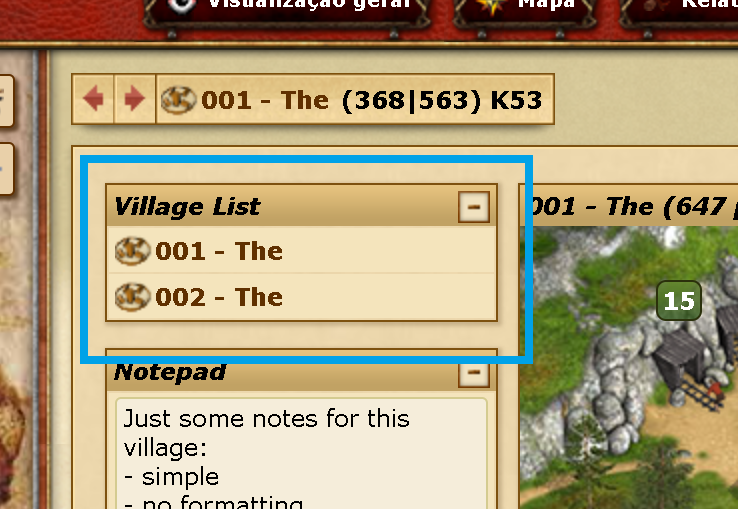 Visualização geral
Mapa
001 - The (368|563) K53
Village List
001 - The
002 - The
001 - The (647
15
Notepad
Just some notes for this
village:
- simple
- no formatting